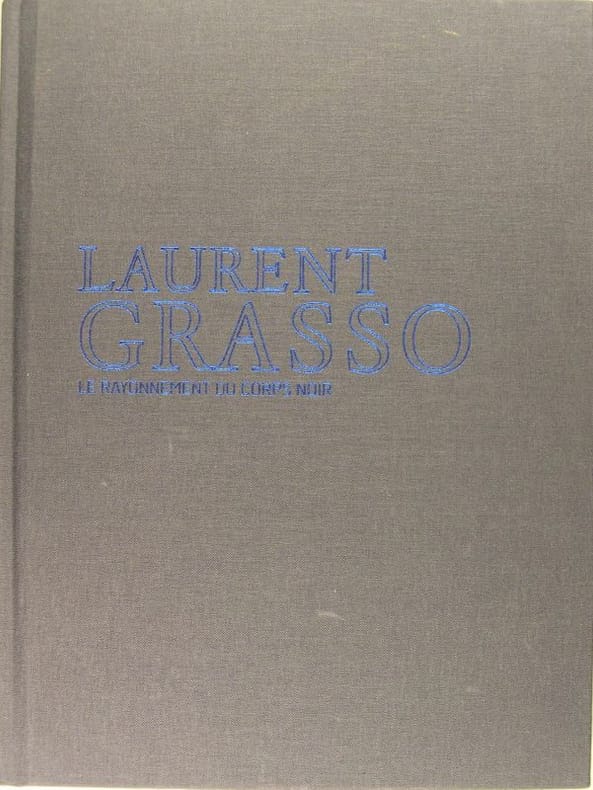 LAURENT
GRASSO
LE RAYONNEMENT DU CORPS NOIR